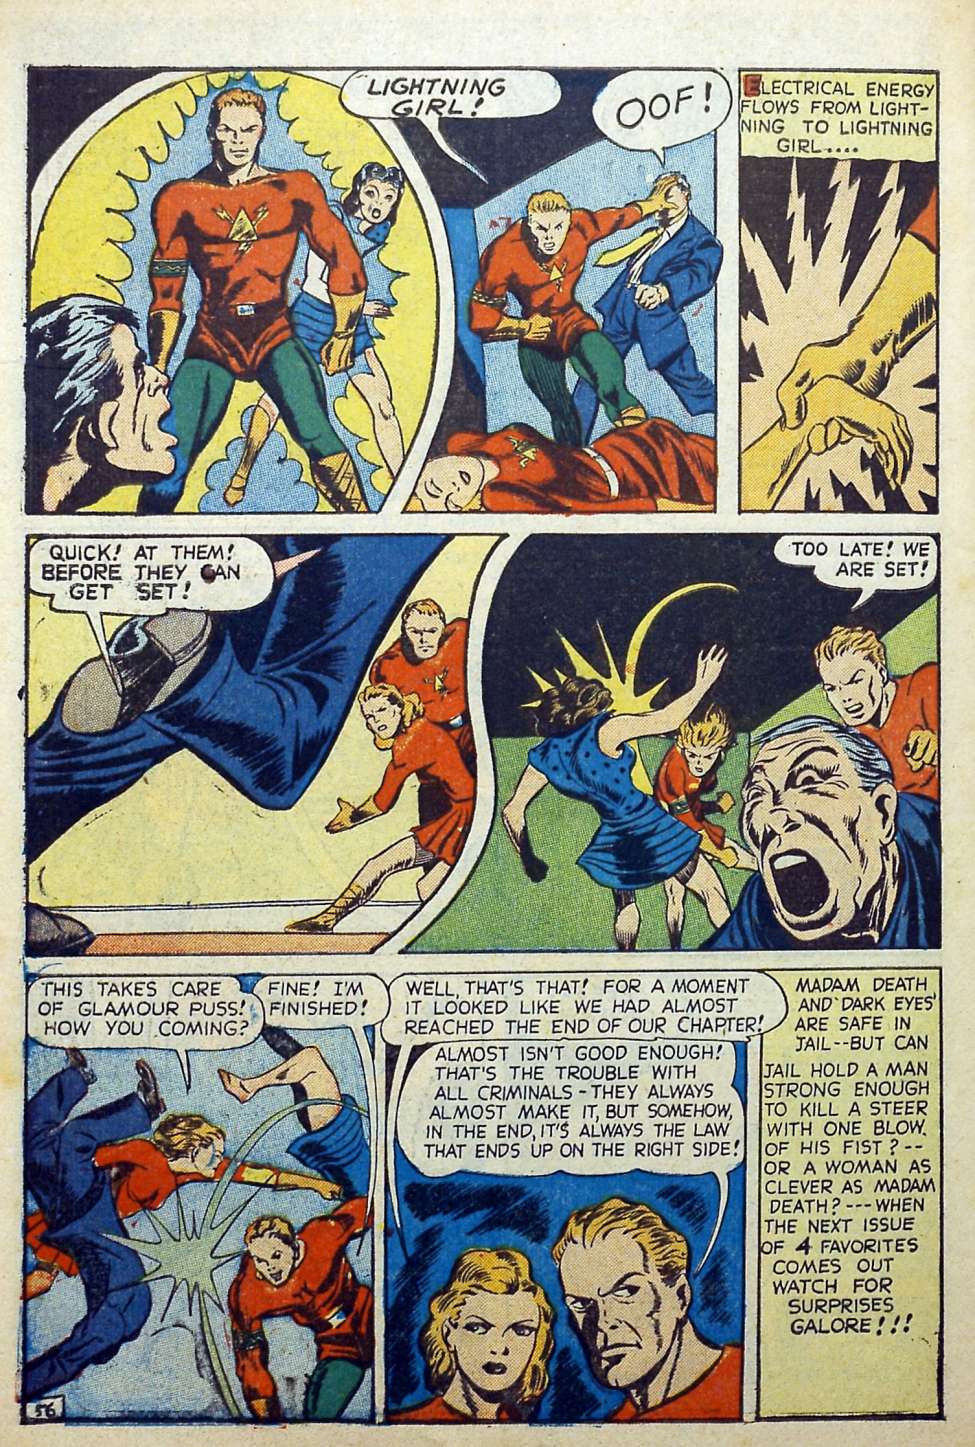 LIGHTNING
GIRL!
OOF!
ELECTRICAL ENERGY
FLOWS FROM LIGHT-
NING TO LIGHTNING
GIRL....
QUICK! AT THEM!
BEFORE THEY CAN
GET SET!
TOO LATE! WE
ARE SET!
THIS TAKES CARE
OF GLAMOUR PUSS!
HOW YOU COMING?
FINE! I'M
FINISHED!
WELL, THAT'S THAT! FOR A MOMENT
IT LOOKED LIKE WE HAD ALMOST
REACHED THE END OF OUR CHAPTER!
ALMOST ISN'T GOOD ENOUGH!
THAT'S THE TROUBLE WITH
ALL CRIMINALS - THEY ALWAYS
ALMOST MAKE IT, BUT SOMEHOW,
IN THE END, IT'S ALWAYS THE LAW
THAT ENDS UP ON THE RIGHT SIDE!
MADAM DEATH
AND 'DARK EYES'
ARE SAFE IN
JAIL--BUT CAN
JAIL HOLD A MAN
STRONG ENOUGH
TO KILL A STEER
WITH ONE BLOW
OF HIS FIST?--
OR A WOMAN AS
CLEVER AS MADAM
DEATH?---WHEN
THE NEXT ISSUE
OF 4 FAVORITES
COMES OUT
WATCH FOR
SURPRISES
GALORE!!!
56